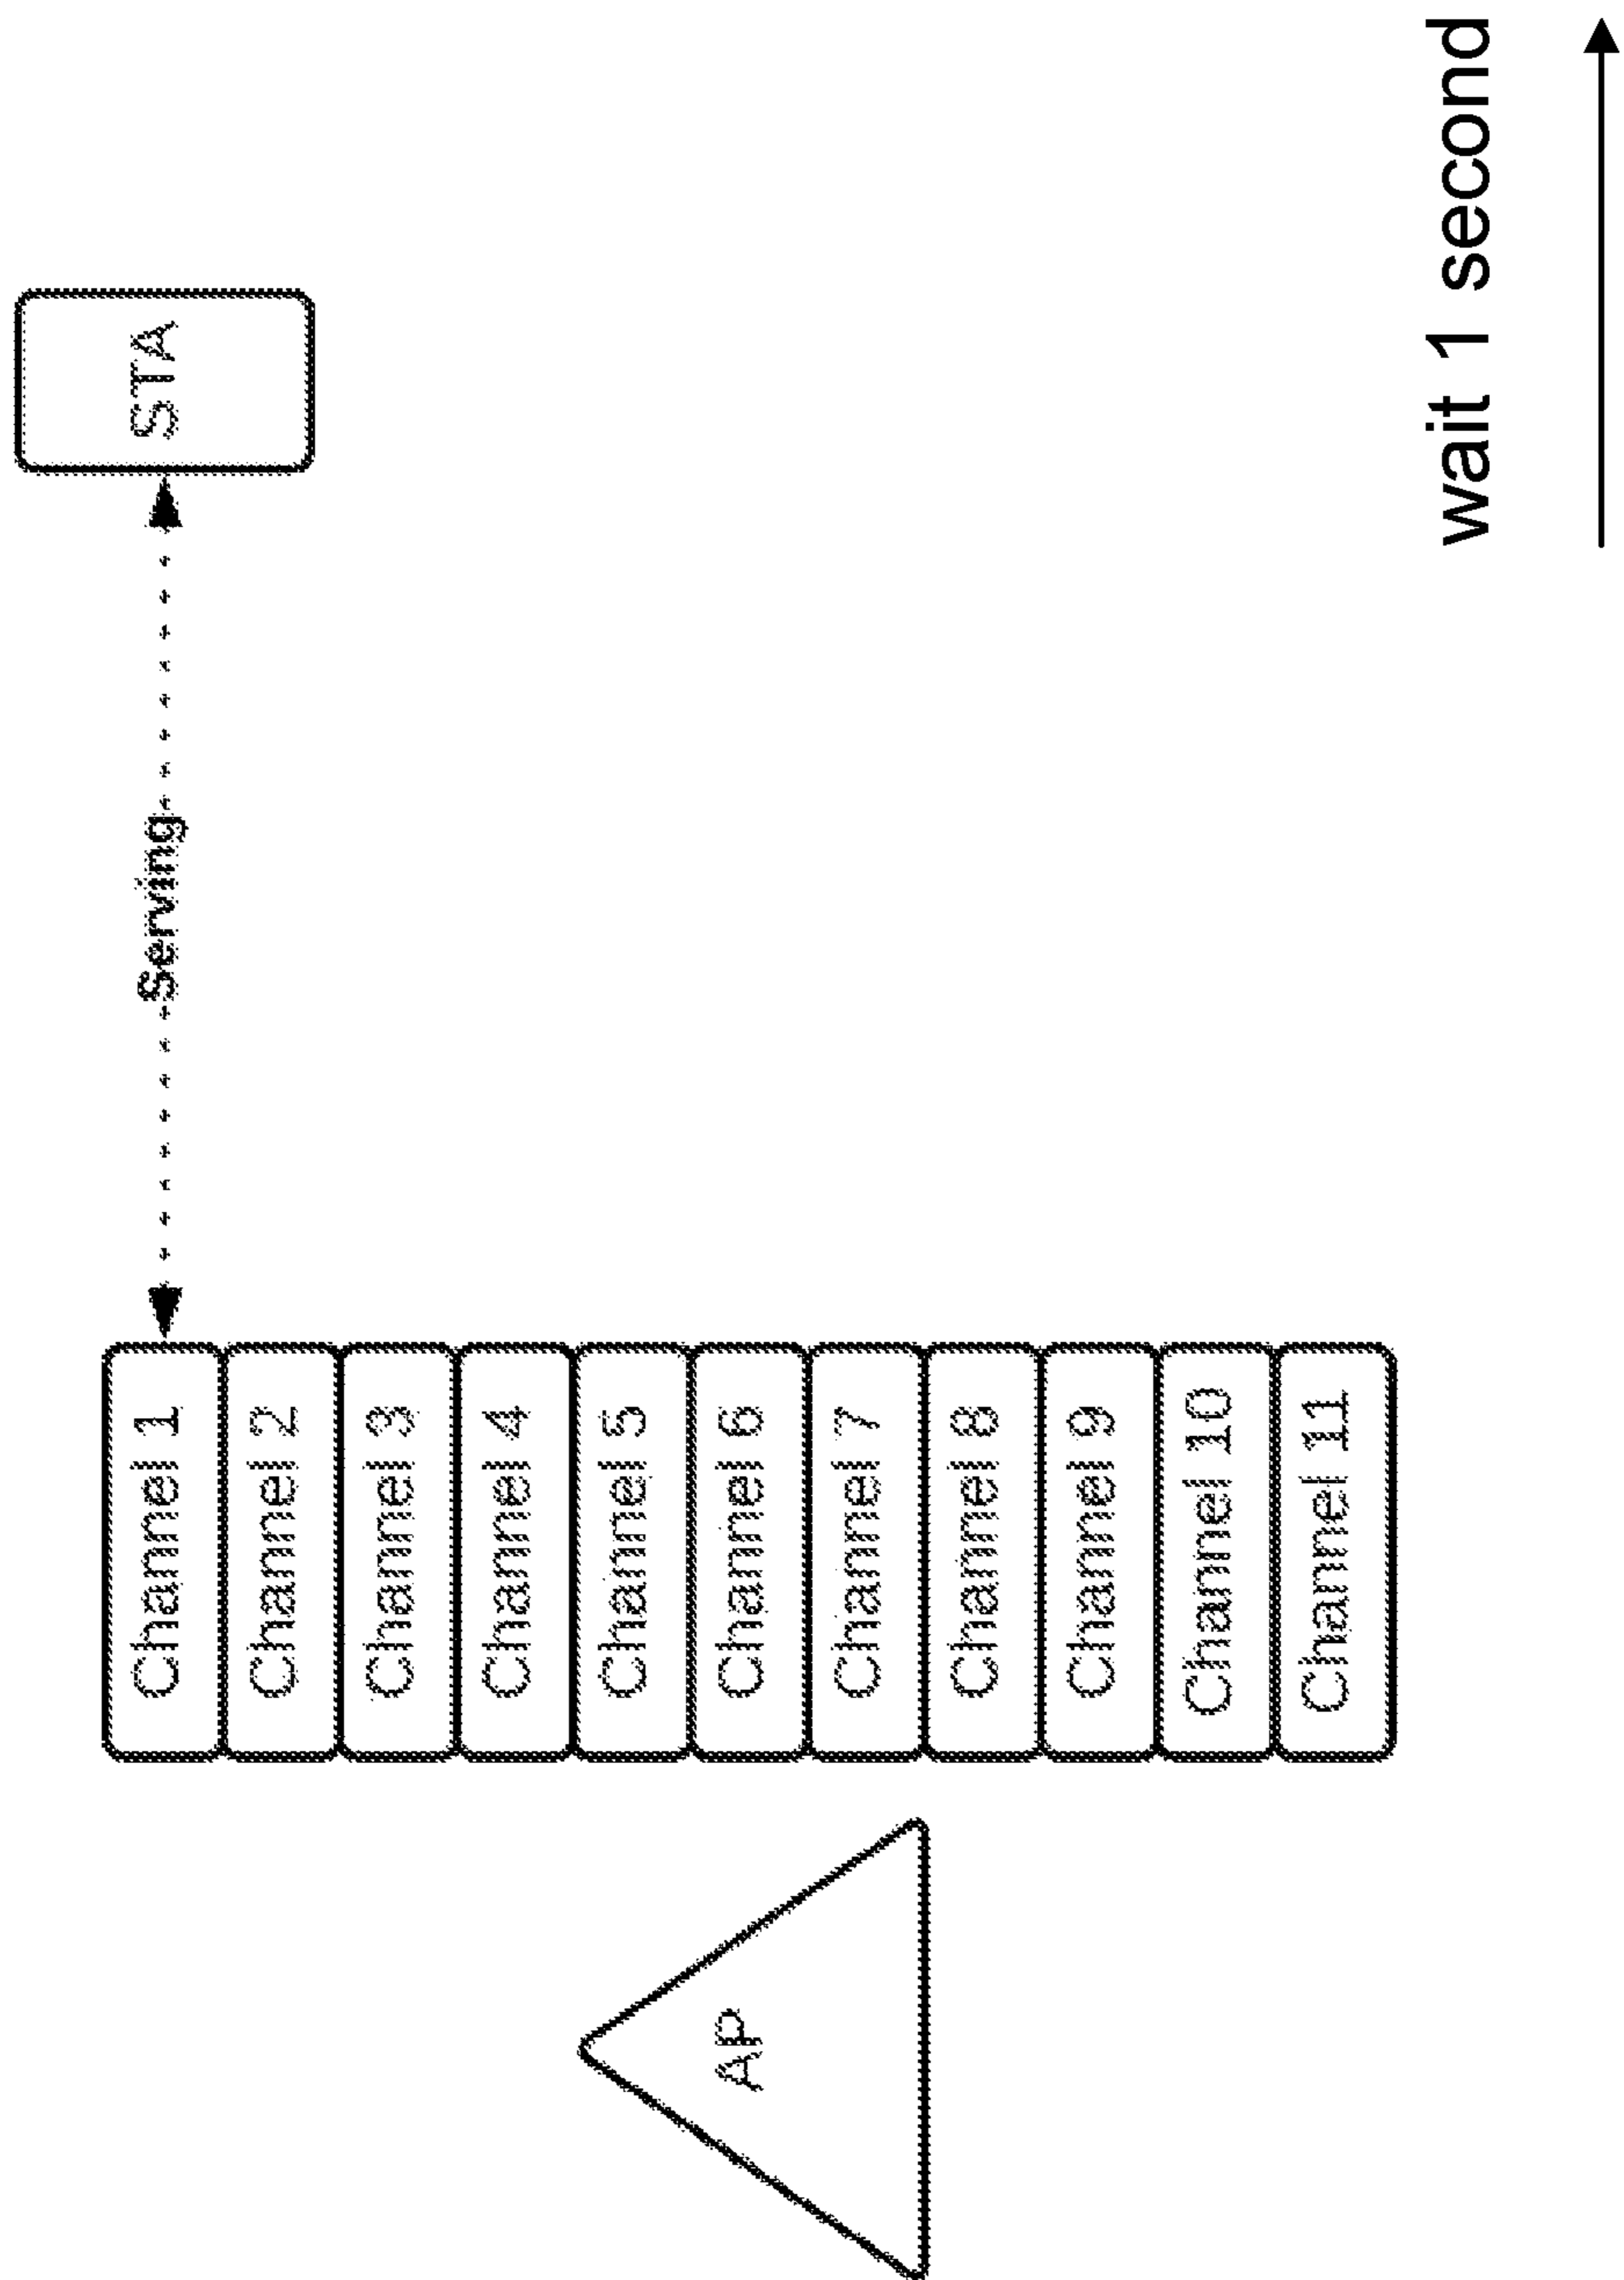 AP
Channel 1
Channel 2
Channel 3
Channel 4
Channel 5
Channel 6
Channel 7
Channel 8
Channel 9
Channel 10
Channel 11
Serving
STA
wait 1 second